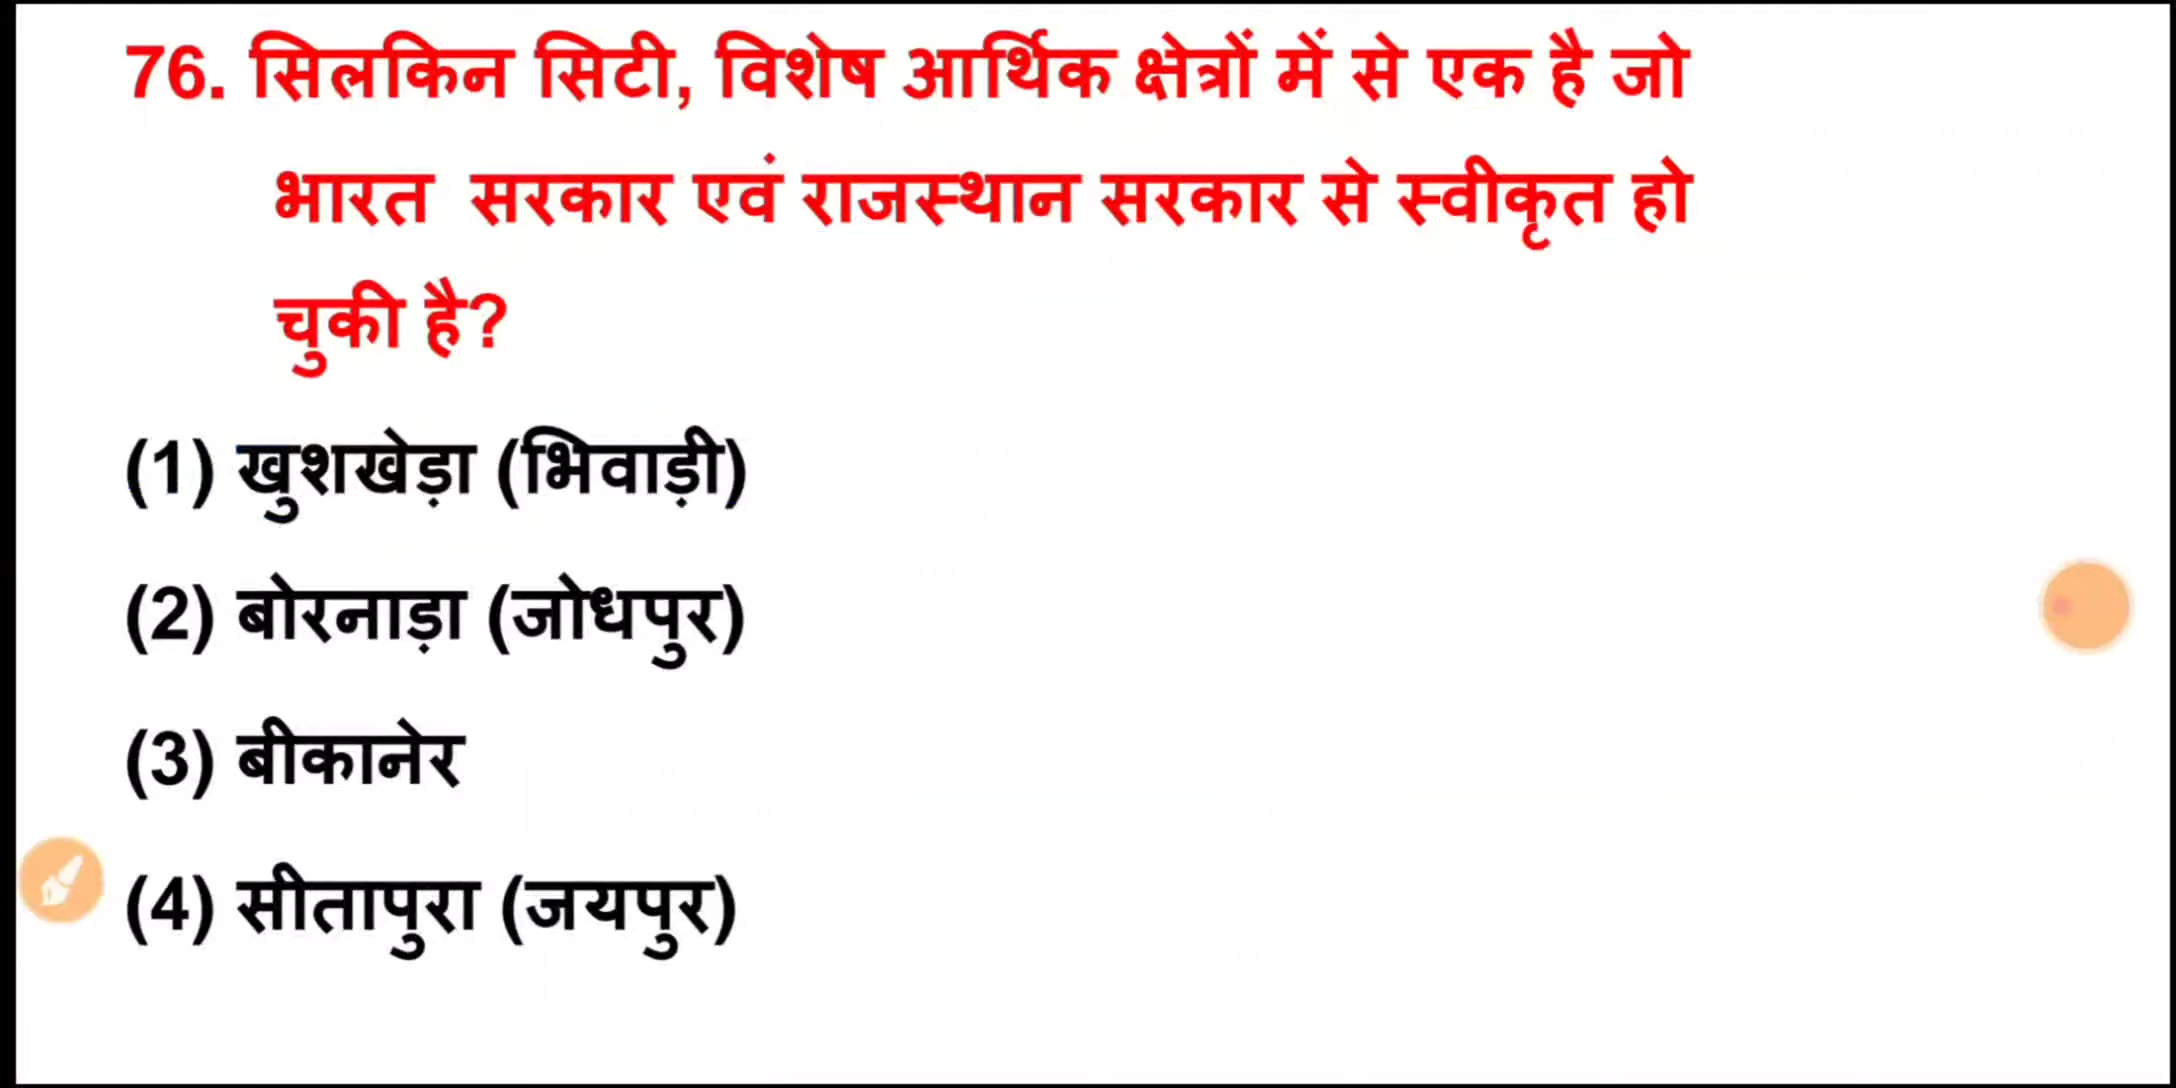 76. सिलकिन सिटी, विशेष आर्थिक क्षेत्रों में से एक है जो
भारत सरकार एवं राजस्थान सरकार से स्वीकृत हो
चुकी है?
(1) खुशखेड़ा (भिवाड़ी)
(2) बोरनाड़ा (जोधपुर)
(3) बीकानेर
(4) सीतापुरा (जयपुर)